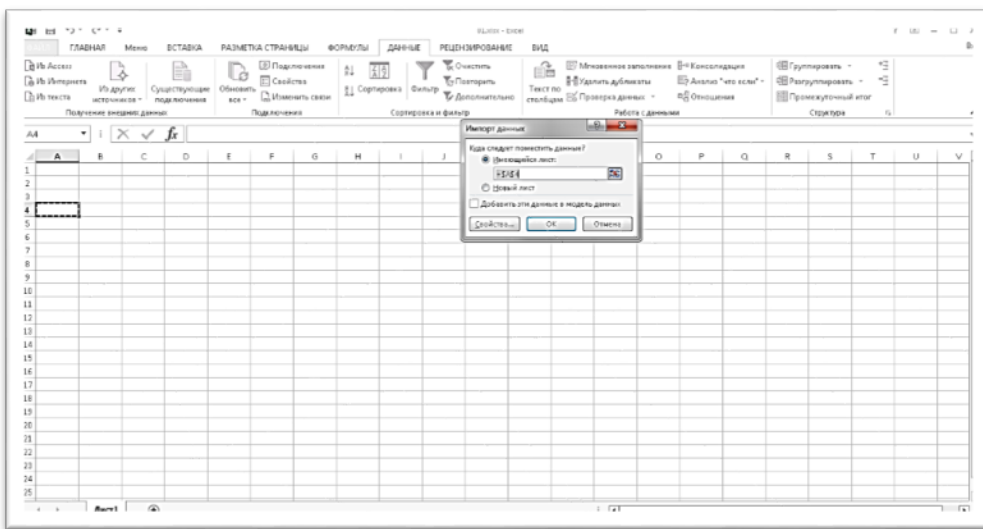 ГЛАВНАЯ Меню ВСТАВКА РАЗМЕТКА СТРАНИЦЫ ФОРМУЛЫ ДАННЫЕ РЕЦЕНЗИРОВАНИЕ ВИД
Из Access
Из Интернета
Из текста
Из других
источников
Существующие
подключения
Получение внешних данных
Обновить
все
Подключения
Свойства
Изменить связи
Подключения
Сортировка
Фильтр
Очистить
Повторить
Дополнительно
Сортировка и фильтр
Текст по
столбцам
Мгновенное заполнение
Удалить дубликаты
Проверка данных
Консолидация
Анализ "что если"
Отношения
Работа с данными
Группировать
Разгруппировать
Промежуточный итог
Структура
A4
fx
A B C D E F G H I J O P Q R S T U V
1
2
3
4
5
6
7
8
9
10
11
12
13
14
15
16
17
18
19
20
21
22
23
24
25
Импорт данных
Куда следует поместить данные?
Имеющийся лист:
=$A$4
Новый лист
Добавить эти данные в модель данных
Свойства... ОК Отмена
Лист1